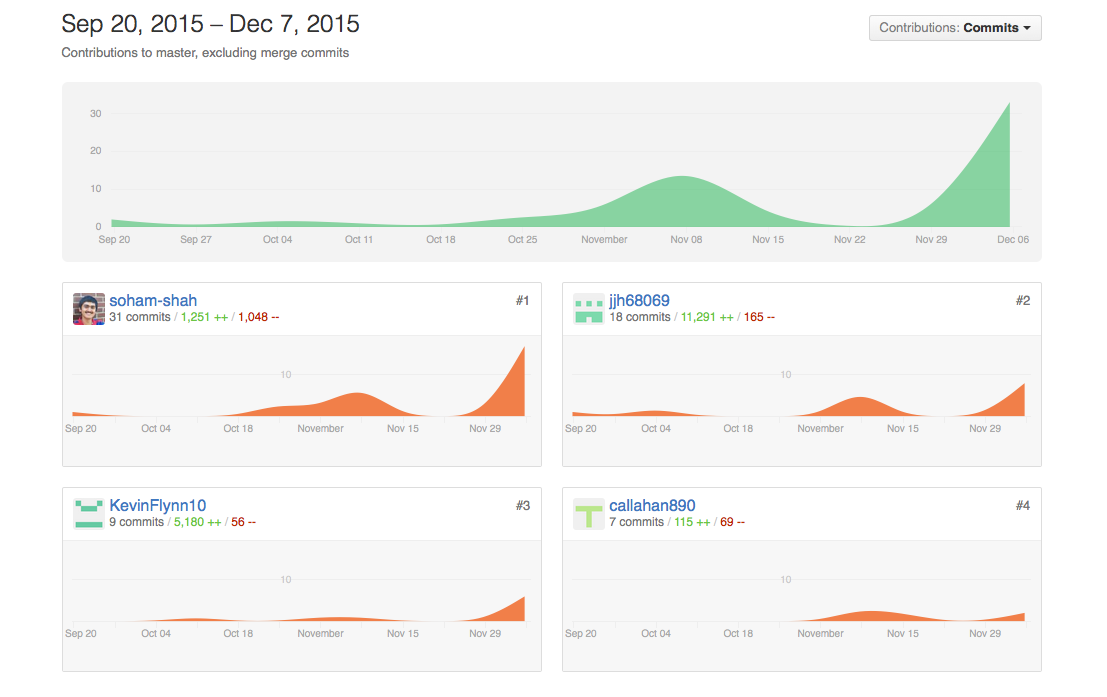 Sep 20, 2015 – Dec 7, 2015
Contributions: Commits
Contributions to master, excluding merge commits
30
20
10
0
Sep 20 Sep 27 Oct 04 Oct 11 Oct 18 Oct 25 November Nov 08 Nov 15 Nov 22 Nov 29 Dec 06
soham-shah #1
31 commits / 1,251 ++ / 1,048 --
10
Sep 20 Oct 04 Oct 18 November Nov 15 Nov 29
jjh68069 #2
18 commits / 11,291 ++ / 165 --
10
Sep 20 Oct 04 Oct 18 November Nov 15 Nov 29
KevinFlynn10 #3
9 commits / 5,180 ++ / 56 --
10
Sep 20 Oct 04 Oct 18 November Nov 15 Nov 29
callahan890 #4
7 commits / 115 ++ / 69 --
10
Sep 20 Oct 04 Oct 18 November Nov 15 Nov 29